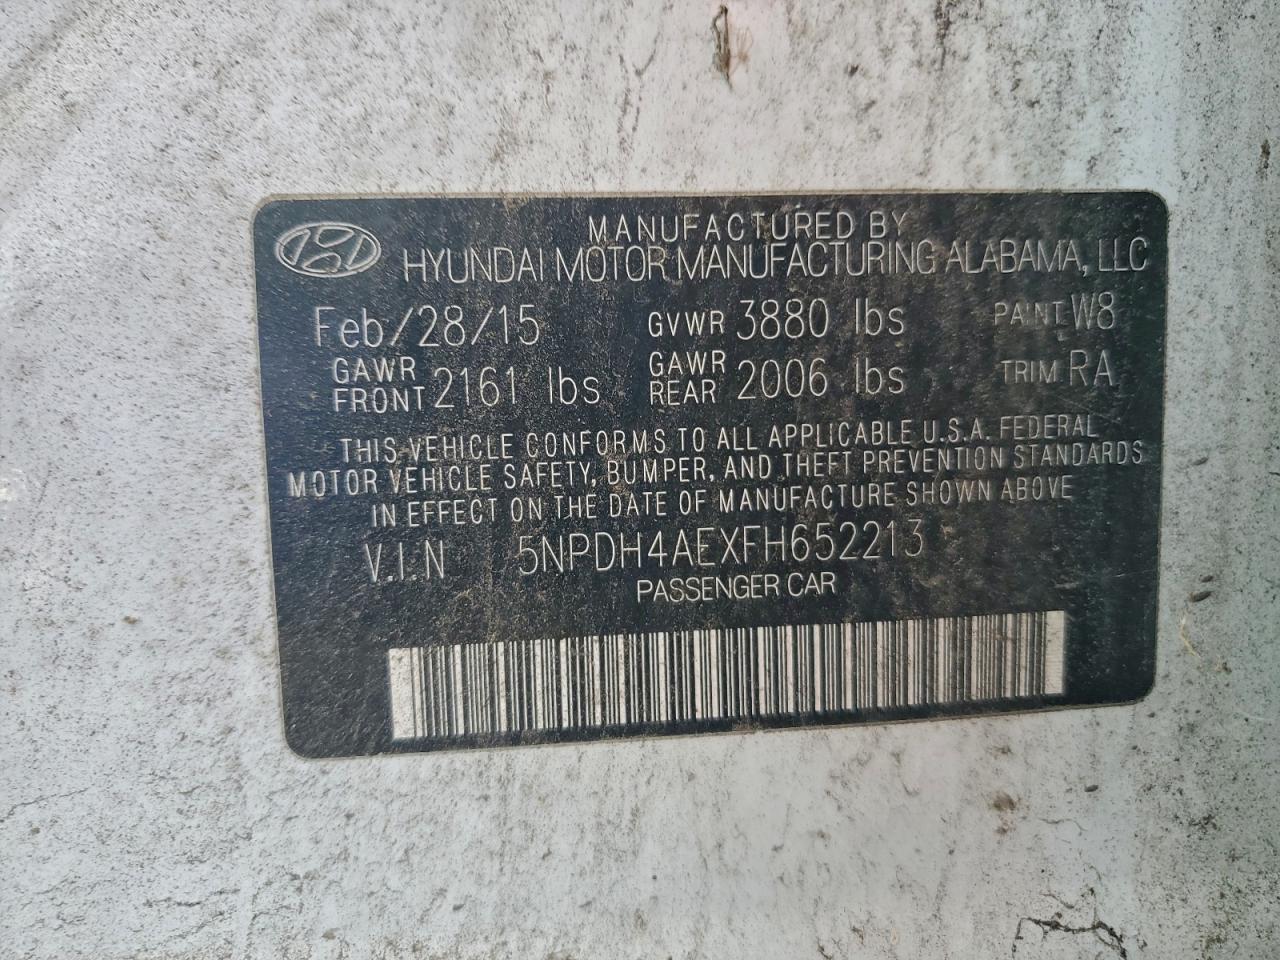 MANUFACTURED BY
HYUNDAI MOTOR MANUFACTURING ALABAMA, LLC
Feb/28/15 GVWR 3880 lbs PAINT W8
GAWR FRONT 2161 lbs GAWR REAR 2006 lbs TRIM RA
THIS VEHICLE CONFORMS TO ALL APPLICABLE U.S.A. FEDERAL
MOTOR VEHICLE SAFETY, BUMPER, AND THEFT PREVENTION STANDARDS
IN EFFECT ON THE DATE OF MANUFACTURE SHOWN ABOVE
V.I.N 5NPDH4AEXFH652213
PASSENGER CAR